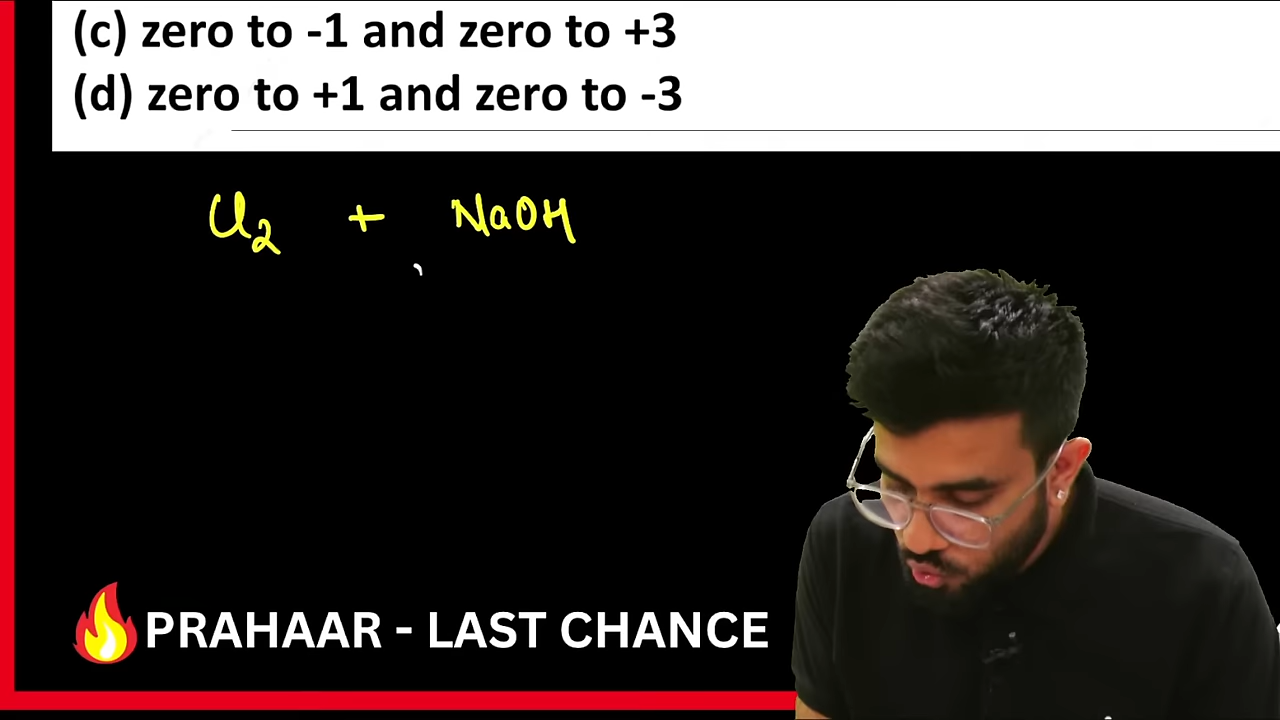 (c) zero to -1 and zero to +3
(d) zero to +1 and zero to -3
Cl2 + NaOH
PRAHAAR - LAST CHANCE